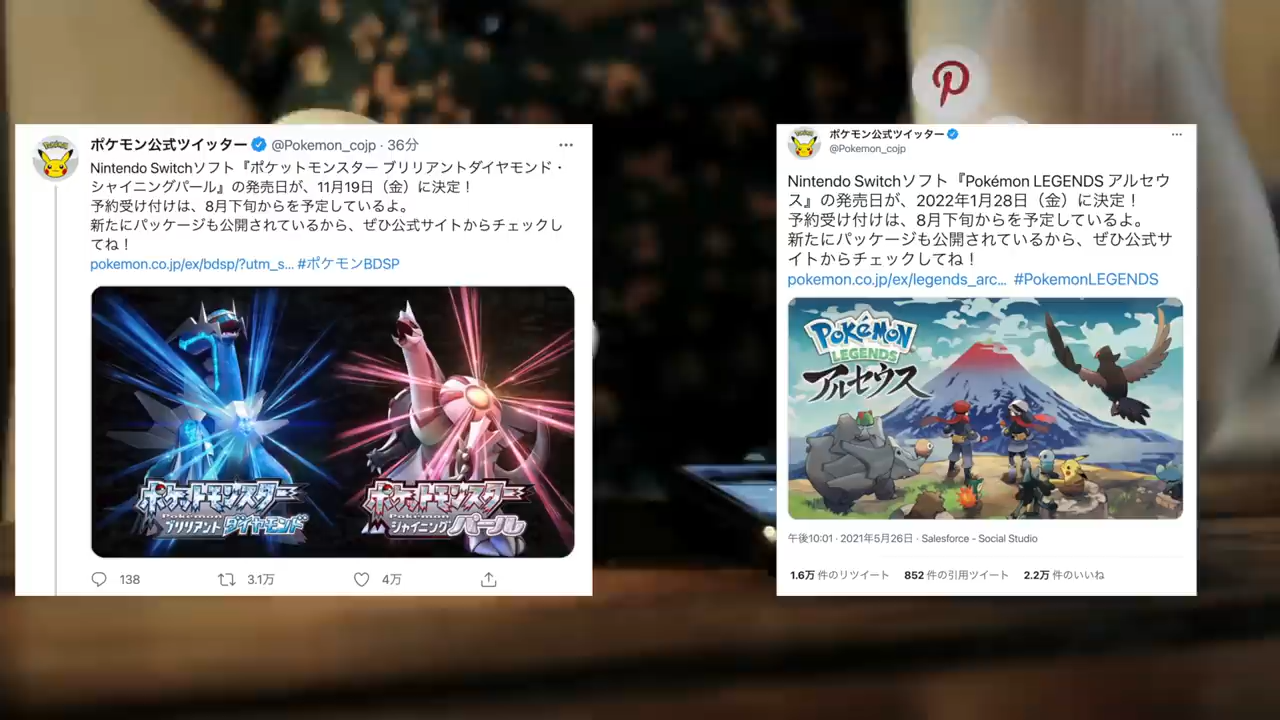 ポケモン公式ツイッター @Pokemon_cojp · 36分
Nintendo Switchソフト『ポケットモンスター ブリリアントダイヤモンド・
シャイニングパール』の発売日が、11月19日（金）に決定！
予約受け付けは、8月下旬からを予定しているよ。
新たにパッケージも公開されているから、ぜひ公式サイトからチェックし
てね！
pokemon.co.jp/ex/bdsp/?utm_s... #ポケモンBDSP
ポケットモンスター
Pokémon
ブリリアント ダイヤモンド
ポケットモンスター
Pokémon
シャイニング パール
138 3.1万 4万
ポケモン公式ツイッター
@Pokemon_cojp
Nintendo Switchソフト『Pokémon LEGENDS アルセウ
ス』の発売日が、2022年1月28日（金）に決定！
予約受け付けは、8月下旬からを予定しているよ。
新たにパッケージも公開されているから、ぜひ公式サ
イトからチェックしてね！
pokemon.co.jp/ex/legends_arc... #PokemonLEGENDS
POKéMON
LEGENDS
アルセウス
午後10:01 · 2021年5月26日 · Salesforce - Social Studio
1.6万 件のリツイート 852 件の引用ツイート 2.2万 件のいいね